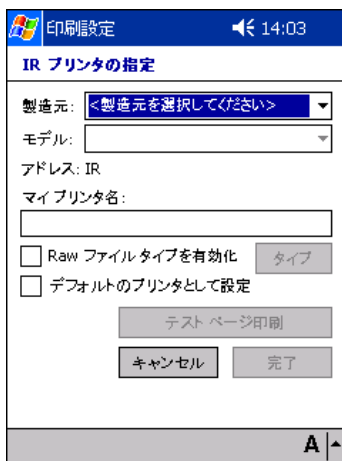 印刷設定 14:03
IR プリンタの指定
製造元: <製造元を選択してください>
モデル:
アドレス: IR
マイ プリンタ名:
Raw ファイル タイプを有効化 タイプ
デフォルトのプリンタとして設定
テスト ページ印刷
キャンセル 完了
A